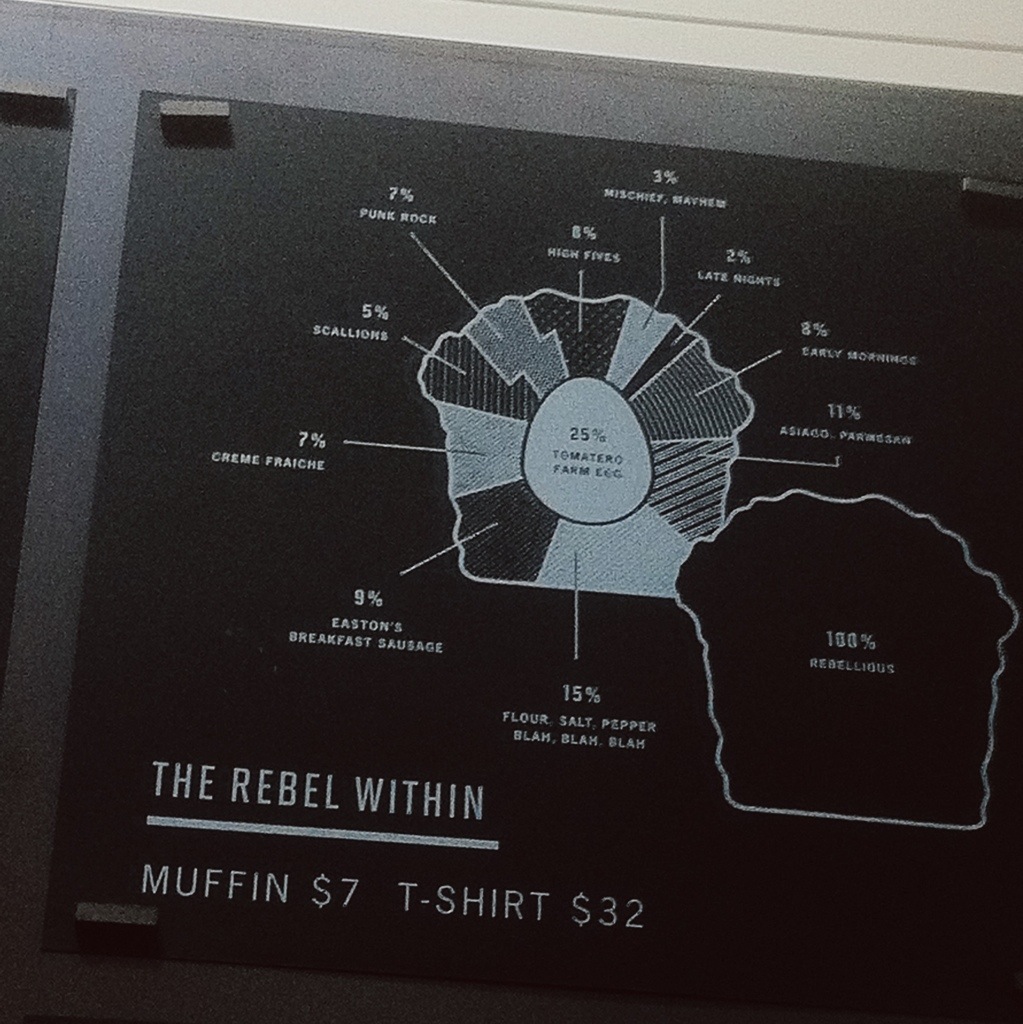 3%
MISCHIEF, MAYHEM
7%
PUNK ROCK
8%
HIGH FIVES
2%
LATE NIGHTS
5%
SCALLIONS
8%
EARLY MORNINGS
11%
ASIAGO, PARMESAN
25%
TOMATERO
FARM EGG
7%
CREME FRAICHE
9%
EASTON'S
BREAKFAST SAUSAGE
100%
REBELLIOUS
15%
FLOUR, SALT, PEPPER
BLAH, BLAH, BLAH
THE REBEL WITHIN
MUFFIN $7 T-SHIRT $32